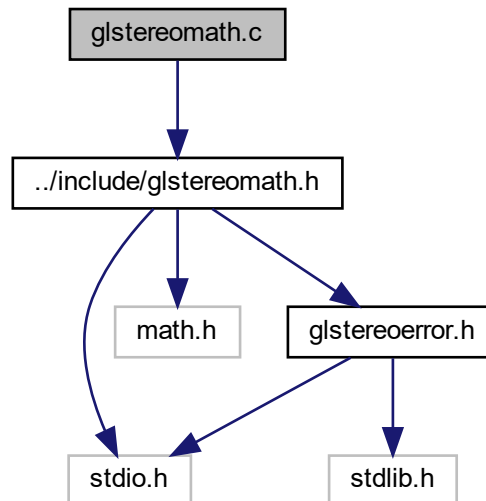 glstereomath.c
../include/glstereomath.h
math.h
glstereoerror.h
stdio.h
stdlib.h